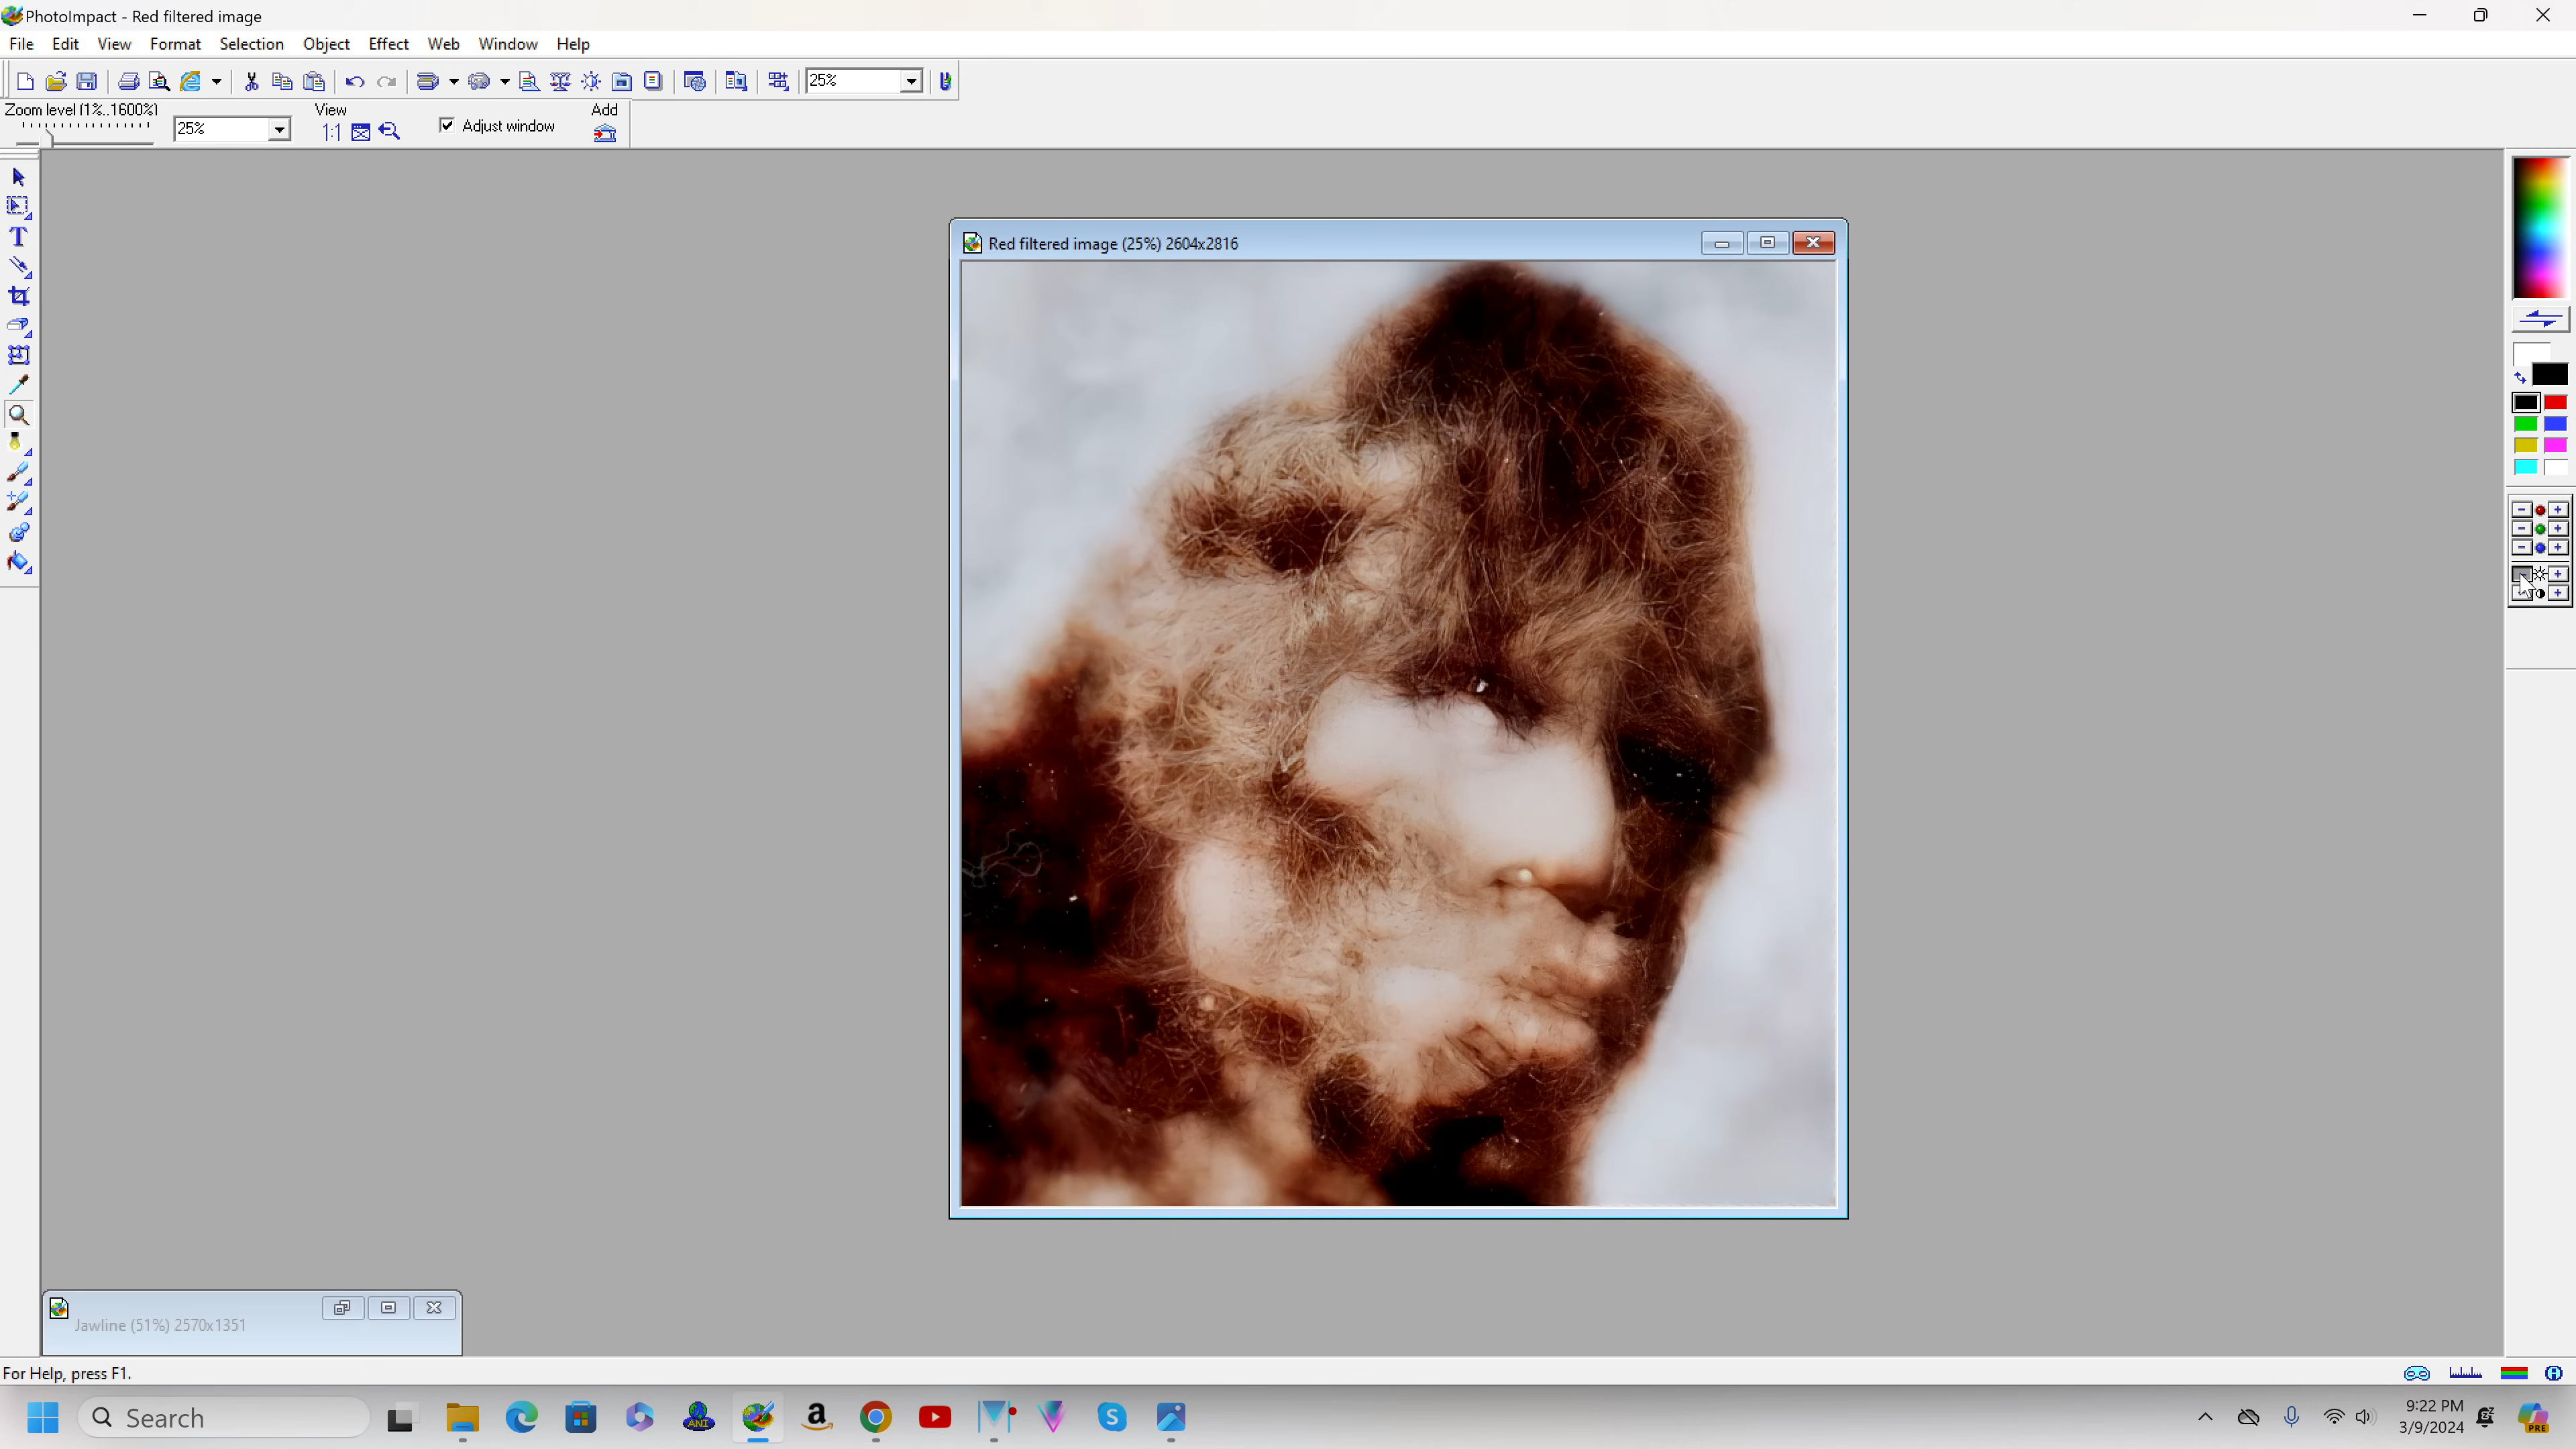 PhotoImpact - Red filtered image
File Edit View Format Selection Object Effect Web Window Help
25%
Zoom level (1%..1600%) View Add
25% 1:1 Adjust window
Red filtered image (25%) 2604x2816
Jawline (51%) 2570x1351
For Help, press F1.
Search
ANI
9:22 PM
3/9/2024
PRE